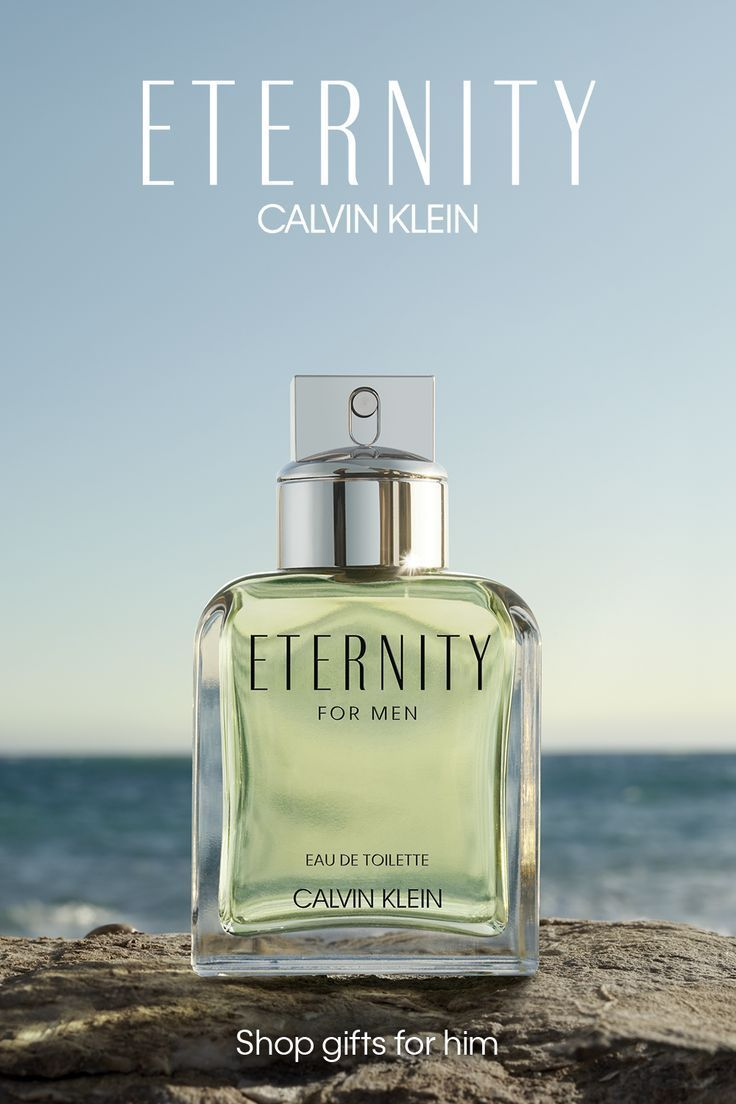 ETERNITY
CALVIN KLEIN
ETERNITY
FOR MEN
EAU DE TOILETTE
CALVIN KLEIN
Shop gifts for him